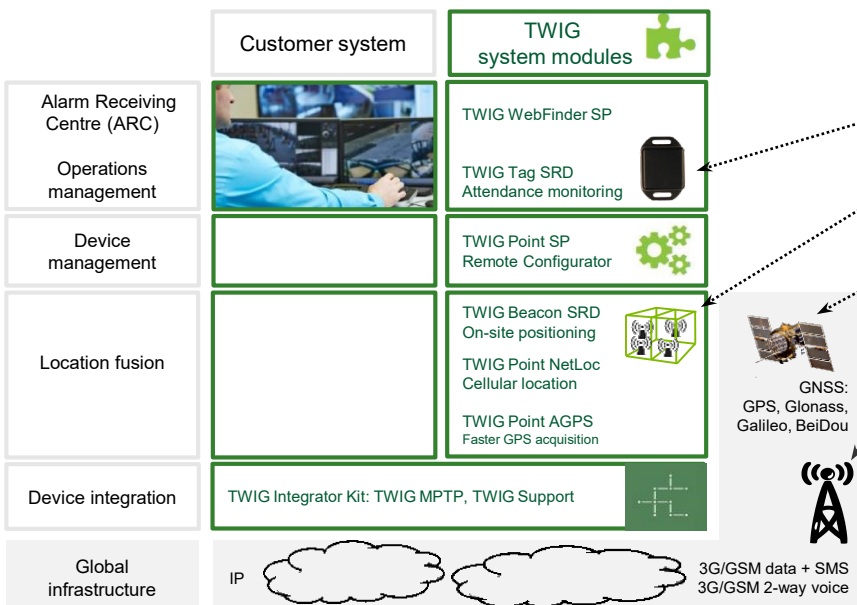 Customer system
TWIG
system modules
Alarm Receiving
Centre (ARC)
Operations
management
TWIG WebFinder SP
TWIG Tag SRD
Attendance monitoring
Device
management
TWIG Point SP
Remote Configurator
Location fusion
TWIG Beacon SRD
On-site positioning
TWIG Point NetLoc
Cellular location
TWIG Point AGPS
Faster GPS acquisition
GNSS:
GPS, Glonass,
Galileo, BeiDou
Device integration
TWIG Integrator Kit: TWIG MPTP, TWIG Support
Global
infrastructure
IP
3G/GSM data + SMS
3G/GSM 2-way voice